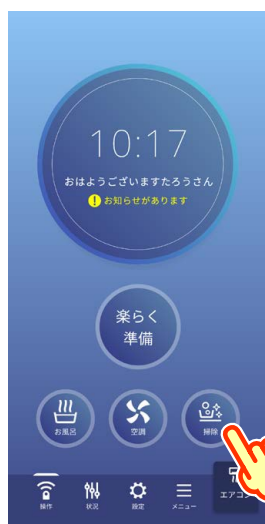 10:17
おはようございますたろうさん
! お知らせがあります
楽らく
準備
お風呂
空調
掃除
操作
状況
設定
メニュー
エアコン